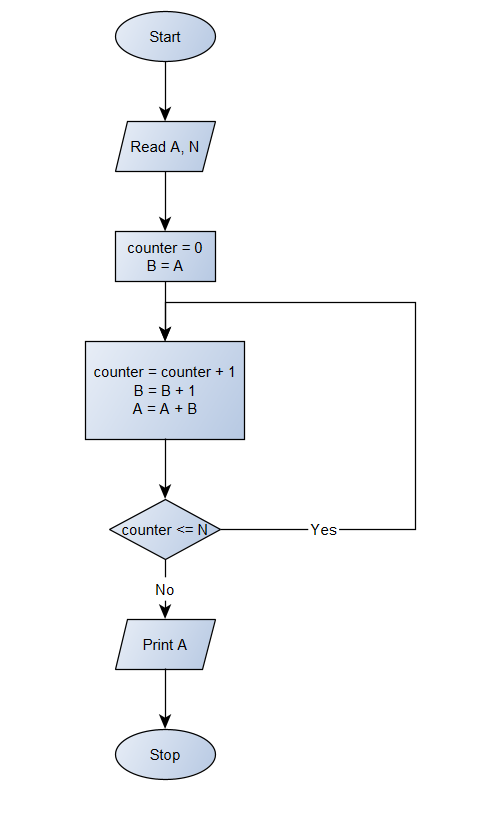 Start
Read A, N
counter = 0
B = A
counter = counter + 1
B = B + 1
A = A + B
counter <= N
Yes
No
Print A
Stop